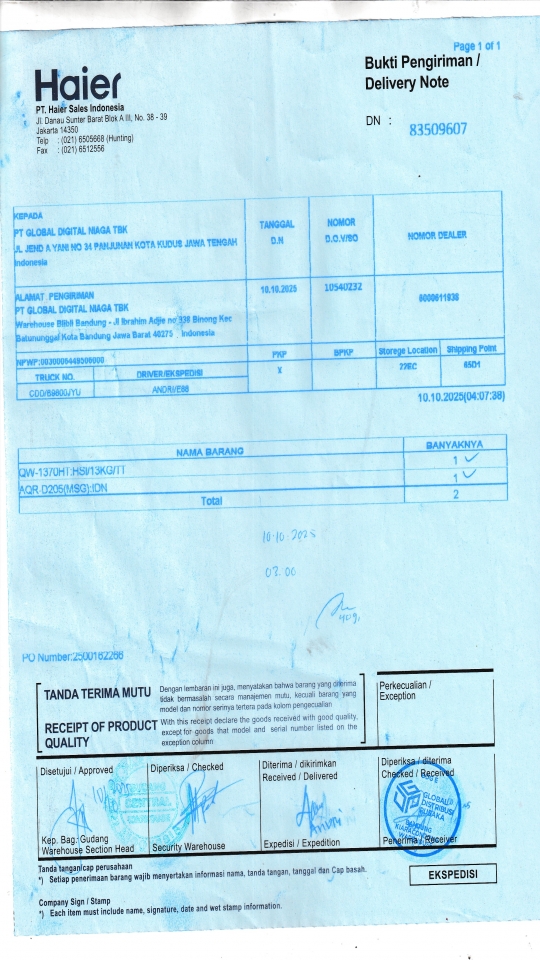 Page 1 of 1
Haier
Bukti Pengiriman /
Delivery Note
PT. Haier Sales Indonesia
Jl. Danau Sunter Barat Blok A III, No. 38 - 39
Jakarta 14350
Telp : (021) 6505668 (Hunting)
Fax : (021) 6512556
DN : 83509607
KEPADA
PT GLOBAL DIGITAL NIAGA TBK
JL JEND A YANI NO 34 PANJUNAN KOTA KUDUS JAWA TENGAH
Indonesia
TANGGAL
D.N
NOMOR
D.O.V/SO
NOMOR DEALER
ALAMAT PENGIRIMAN
PT GLOBAL DIGITAL NIAGA TBK
Warehouse Blibli Bandung - Jl Ibrahim Adjie no 338 Binong Kec
Batununggal Kota Bandung Jawa Barat 40275 Indonesia
10.10.2025
10540232
8000611938
NPWP:0030006448506000
PKP
BPKP
Storege Location
Shipping Point
TRUCK NO.
DRIVER/EKSPEDISI
X
22EC
65D1
CDD/B9800JYU
ANDRI/E88
10.10.2025(04:07:38)
NAMA BARANG
BANYAKNYA
QW-1370HT:HSI/13KG/TT
1
AQR-D205(MSG):IDN
1
Total
2
10.10.2025
03.00
PO Number:2500182266
TANDA TERIMA MUTU
Dengan lembaran ini juga, menyatakan bahwa barang yang diterima
tidak bermasalah secara manajemen mutu, kecuali barang yang
model dan nomor serinya tertera pada kolom pengecualian
RECEIPT OF PRODUCT
QUALITY
With this receipt declare the goods received with good quality,
except for goods that model and serial number listed on the
exception column
Perkecualian /
Exception
Disetujui / Approved
Diperiksa / Checked
Diterima / dikirimkan
Received / Delivered
Diperiksa / diterima
Checked / Received
GLOBAL
DISTRIBUSI
PUSAKA
BANDUNG
Kep. Bag. Gudang
Warehouse Section Head
Security Warehouse
Expedisi / Expedition
Penerima / Receiver
Tanda tangan/cap perusahaan
*) Setiap penerimaan barang wajib menyertakan informasi nama, tanda tangan, tanggal dan Cap basah.
EKSPEDISI
Company Sign / Stamp
*) Each item must include name, signature, date and wet stamp information.